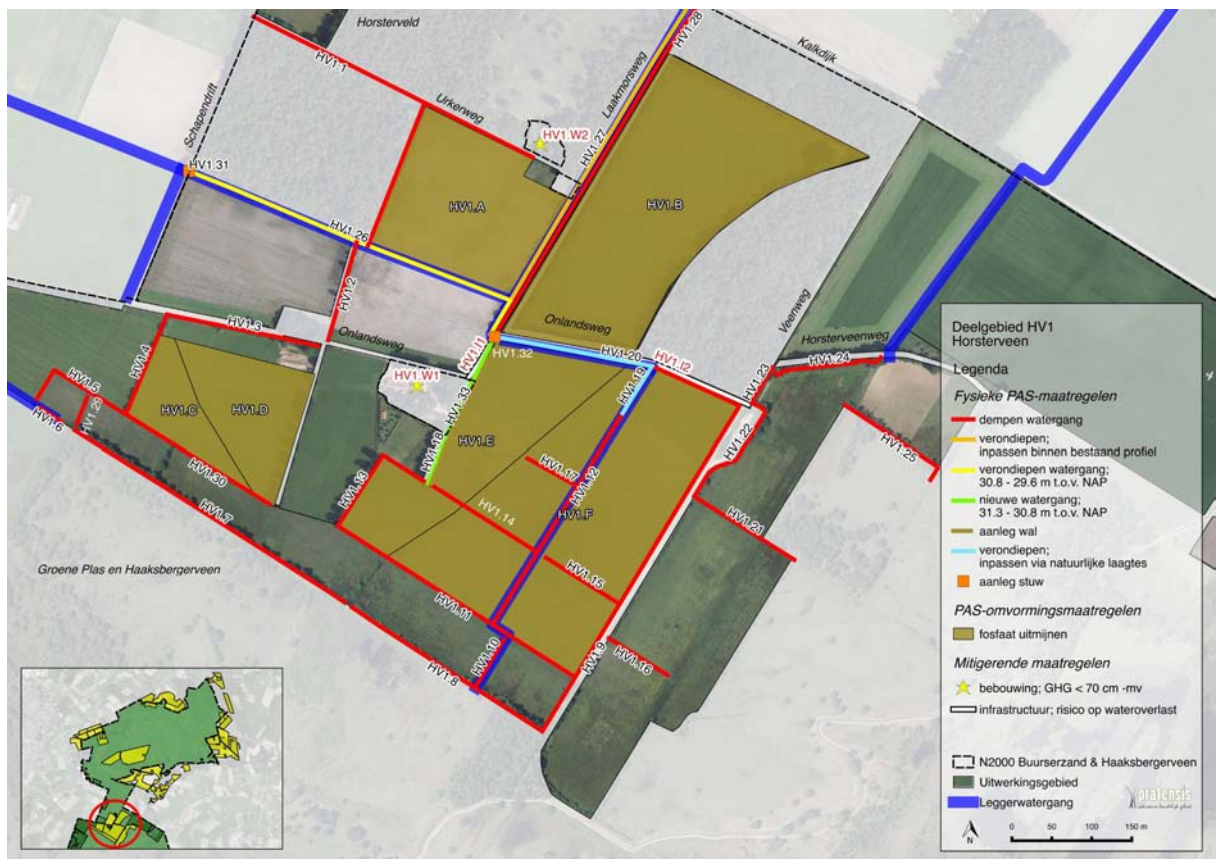 Horsterveld
HV1.28
Kalkdijk
HV1.1
Schapendrift
Laakmorsweg
Urkerweg
HV1.W2
HV1.27
HV1.31
HV1.A
HV1.B
HV1.26
HV1.2
Onlandsweg
Veenweg
HV1.3
Onlandsweg
HV1.I1
HV1.32
HV1.20
HV1.I2
Horsterveenweg
HV1.24
HV1.4
HV1.W1
HV1.19
HV1.23
HV1.5
HV1.33
HV1.6
HV1.29
HV1.C
HV1.D
HV1.18
HV1.E
HV1.22
HV1.25
HV1.30
HV1.13
HV1.17
HV1.12
HV1.7
HV1.14
HV1.F
HV1.21
Groene Plas en Haaksbergerveen
HV1.15
HV1.11
HV1.10
HV1.9
HV1.16
HV1.8
Deelgebied HV1
Horsterveen
Legenda
Fysieke PAS-maatregelen
dempen watergang
verondiepen;
inpassen binnen bestaand profiel
verondiepen watergang;
30.8 - 29.6 m t.o.v. NAP
nieuwe watergang;
31.3 - 30.8 m t.o.v. NAP
aanleg wal
verondiepen;
inpassen via natuurlijke laagtes
aanleg stuw
PAS-omvormingsmaatregelen
fosfaat uitmijnen
Mitigerende maatregelen
bebouwing; GHG < 70 cm -mv
infrastructuur; risico op wateroverlast
N2000 Buurserzand & Haaksbergerveen
Uitwerkingsgebied
Leggerwatergang
pratensis
N
0 50 100 150 m